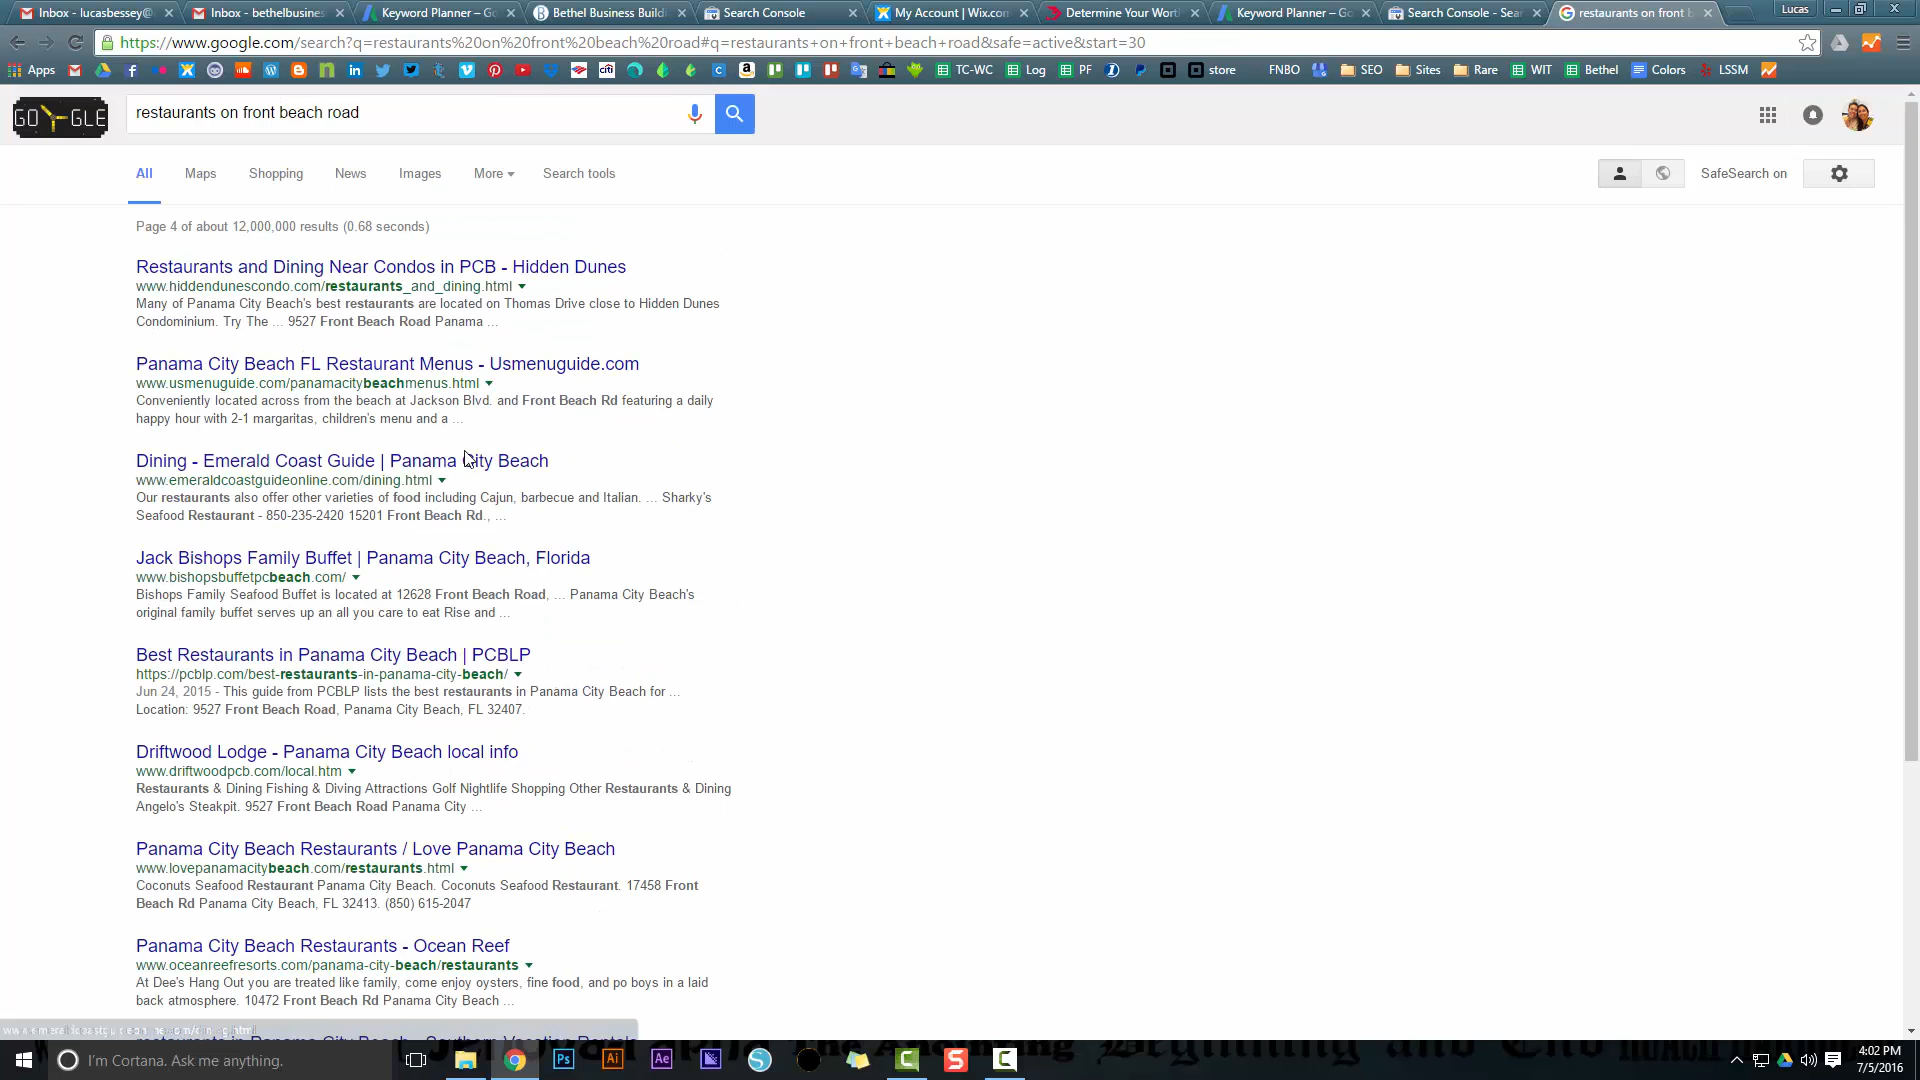 Inbox - lucasbessey@
Inbox - bethelbusines
Keyword Planner – Go
Bethel Business Build
Search Console
My Account | Wix.com
Determine Your Wort
Keyword Planner – Go
Search Console - Sea
restaurants on front b
Lucas
https://www.google.com/search?q=restaurants%20on%20front%20beach%20road#q=restaurants+on+front+beach+road&safe=active&start=30
Apps
TC-WC
Log
PF
store
FNBO
SEO
Sites
Rare
WIT
Bethel
Colors
LSSM
restaurants on front beach road
All
Maps
Shopping
News
Images
More
Search tools
SafeSearch on
Page 4 of about 12,000,000 results (0.68 seconds)
Restaurants and Dining Near Condos in PCB - Hidden Dunes
www.hiddendunescondo.com/restaurants_and_dining.html
Many of Panama City Beach's best restaurants are located on Thomas Drive close to Hidden Dunes
Condominium. Try The ... 9527 Front Beach Road Panama ...
Panama City Beach FL Restaurant Menus - Usmenuguide.com
www.usmenuguide.com/panamacitybeachmenus.html
Conveniently located across from the beach at Jackson Blvd. and Front Beach Rd featuring a daily
happy hour with 2-1 margaritas, children's menu and a ...
Dining - Emerald Coast Guide | Panama City Beach
www.emeraldcoastguideonline.com/dining.html
Our restaurants also offer other varieties of food including Cajun, barbecue and Italian. ... Sharky's
Seafood Restaurant - 850-235-2420 15201 Front Beach Rd., ...
Jack Bishops Family Buffet | Panama City Beach, Florida
www.bishopsbuffetpcbeach.com/
Bishops Family Seafood Buffet is located at 12628 Front Beach Road, ... Panama City Beach's
original family buffet serves up an all you care to eat Rise and ...
Best Restaurants in Panama City Beach | PCBLP
https://pcblp.com/best-restaurants-in-panama-city-beach/
Jun 24, 2015 - This guide from PCBLP lists the best restaurants in Panama City Beach for ...
Location: 9527 Front Beach Road, Panama City Beach, FL 32407.
Driftwood Lodge - Panama City Beach local info
www.driftwoodpcb.com/local.htm
Restaurants & Dining Fishing & Diving Attractions Golf Nightlife Shopping Other Restaurants & Dining
Angelo's Steakpit. 9527 Front Beach Road Panama City ...
Panama City Beach Restaurants / Love Panama City Beach
www.lovepanamacitybeach.com/restaurants.html
Coconuts Seafood Restaurant Panama City Beach. Coconuts Seafood Restaurant. 17458 Front
Beach Rd Panama City Beach, FL 32413. (850) 615-2047
Panama City Beach Restaurants - Ocean Reef
www.oceanreefresorts.com/panama-city-beach/restaurants
At Dee's Hang Out you are treated like family, come enjoy oysters, fine food, and po boys in a laid
back atmosphere. 10472 Front Beach Rd Panama City Beach ...
I'm Cortana. Ask me anything.
Ps
Ai
Ae
4:02 PM
7/5/2016